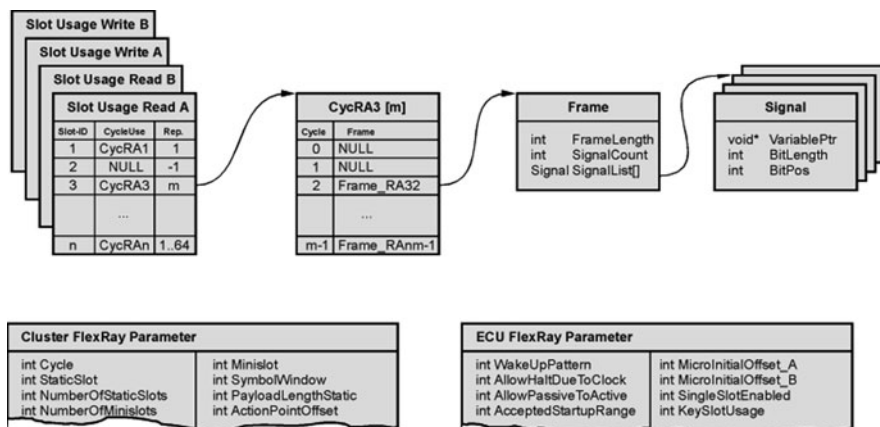 Slot Usage Write B
Slot Usage Write A
Slot Usage Read B
Slot Usage Read A
Slot-ID CycleUse Rep.
1 CycRA1 1
2 NULL -1
3 CycRA3 m
...
n CycRAn 1..64
CycRA3 [m]
Cycle Frame
0 NULL
1 NULL
2 Frame_RA32
...
m-1 Frame_RAnm-1
Frame
int FrameLength
int SignalCount
Signal SignalList[]
Signal
void* VariablePtr
int BitLength
int BitPos
Cluster FlexRay Parameter
int Cycle
int StaticSlot
int NumberOfStaticSlots
int NumberOfMinislots
int Minislot
int SymbolWindow
int PayloadLengthStatic
int ActionPointOffset
ECU FlexRay Parameter
int WakeUpPattern
int AllowHaltDueToClock
int AllowPassiveToActive
int AcceptedStartupRange
int MicroInitialOffset_A
int MicroInitialOffset_B
int SingleSlotEnabled
int KeySlotUsage